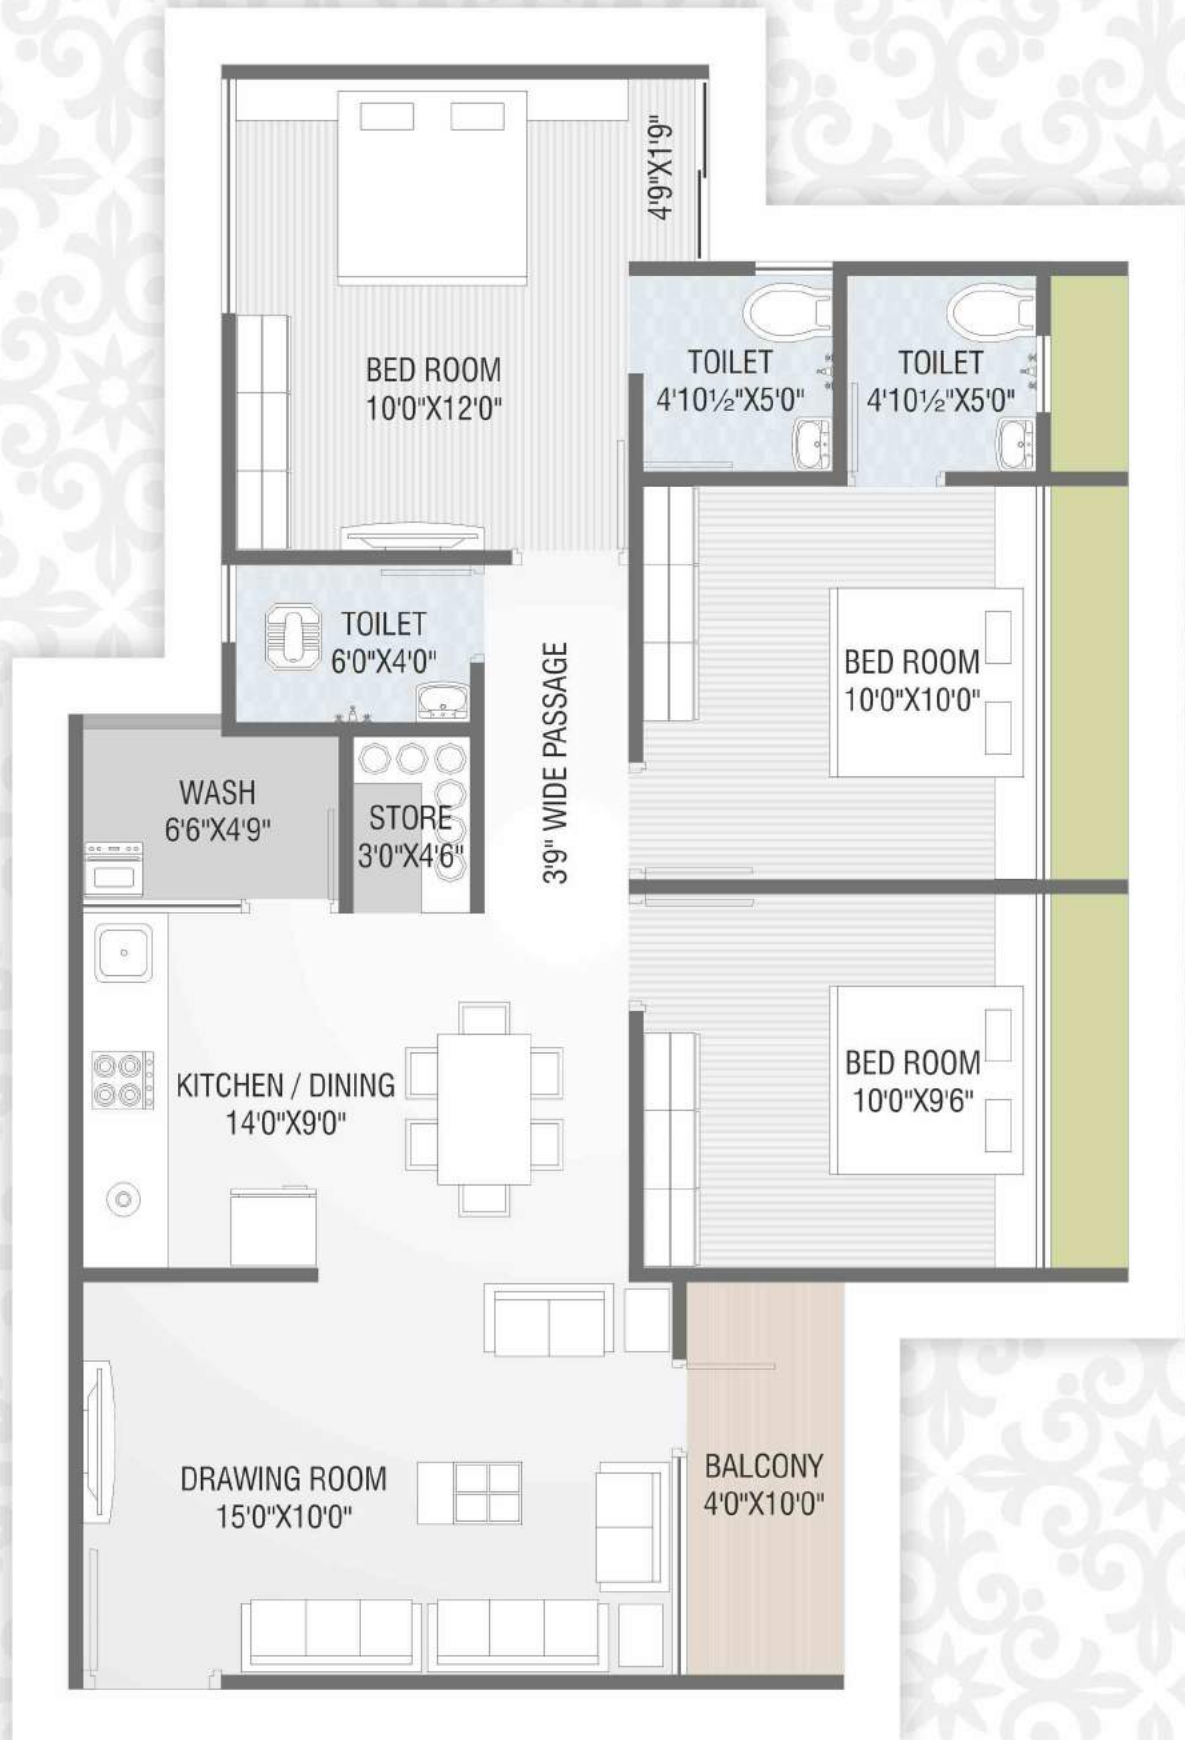 4'9"X1'9"
BED ROOM
10'0"X12'0"
TOILET
4'10½"X5'0"
TOILET
4'10½"X5'0"
TOILET
6'0"X4'0"
3'9" WIDE PASSAGE
BED ROOM
10'0"X10'0"
WASH
6'6"X4'9"
STORE
3'0"X4'6"
KITCHEN / DINING
14'0"X9'0"
BED ROOM
10'0"X9'6"
DRAWING ROOM
15'0"X10'0"
BALCONY
4'0"X10'0"